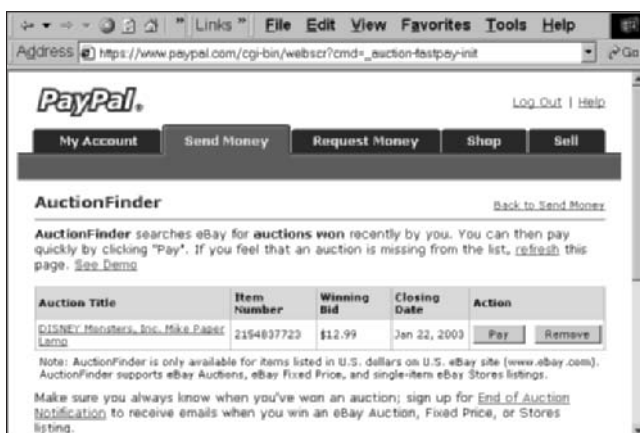 " Links " File Edit View Favorites Tools Help
Address https://www.paypal.com/cgi-bin/webscr?cmd=_auction-fastpay-init Go
PayPal® Log Out | Help
My Account Send Money Request Money Shop Sell
AuctionFinder Back to Send Money
AuctionFinder searches eBay for auctions won recently by you. You can then pay
quickly by clicking "Pay". If you feel that an auction is missing from the list, refresh this
page. See Demo
Auction Title Item Number Winning Bid Closing Date Action
DISNEY Monsters, Inc. Mike Paper
Lamp 2154837723 $12.99 Jan 22, 2003 Pay Remove
Note: AuctionFinder is only available for items listed in U.S. dollars on U.S. eBay site (www.ebay.com).
AuctionFinder supports eBay Auctions, eBay Fixed Price, and single-item eBay Stores listings.
Make sure you always know when you've won an auction; sign up for End of Auction
Notification to receive emails when you win an eBay Auction, Fixed Price, or Stores
listing.